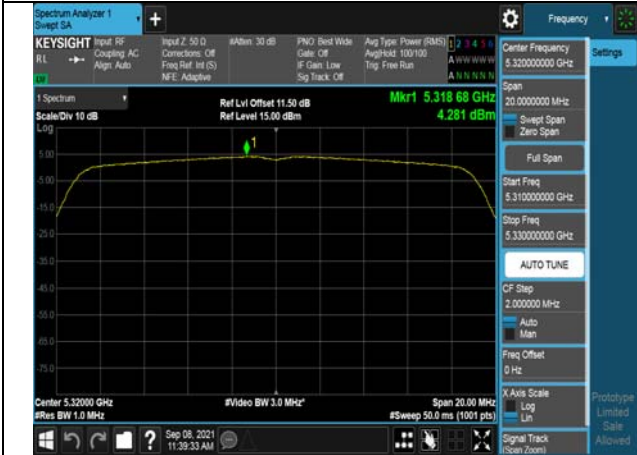 Spectrum Analyzer 1
Swept SA
+
Frequency
KEYSIGHT
Input: RF
Coupling: AC
Align: Auto
Input Z: 50 Ω
Corrections: Off
Freq Ref: Int (S)
NFE: Adaptive
#Atten: 30 dB
PNO: Best Wide
Gate: Off
IF Gain: Low
Sig Track: Off
Avg Type: Power (RMS)
Avg|Hold: 100/100
Trig: Free Run
1 2 3 4 5 6
A W W W W W
A N N N N N
RL
1 Spectrum
Scale/Div 10 dB
Log
Ref Lvl Offset 11.50 dB
Ref Level 15.00 dBm
Mkr1 5.318 68 GHz
4.281 dBm
1
5.00
-5.00
-15.0
-25.0
-35.0
-45.0
-55.0
-65.0
-75.0
Center 5.32000 GHz
#Res BW 1.0 MHz
#Video BW 3.0 MHz*
Span 20.00 MHz
#Sweep 50.0 ms (1001 pts)
Sep 08, 2021
11:39:33 AM
?
Center Frequency
5.320000000 GHz
Settings
Span
20.0000000 MHz
Swept Span
Zero Span
Full Span
Start Freq
5.310000000 GHz
Stop Freq
5.330000000 GHz
AUTO TUNE
CF Step
2.000000 MHz
Auto
Man
Freq Offset
0 Hz
X Axis Scale
Log
Lin
Signal Track
(Span Zoom)
Prototype
Limited
Sale
Allowed